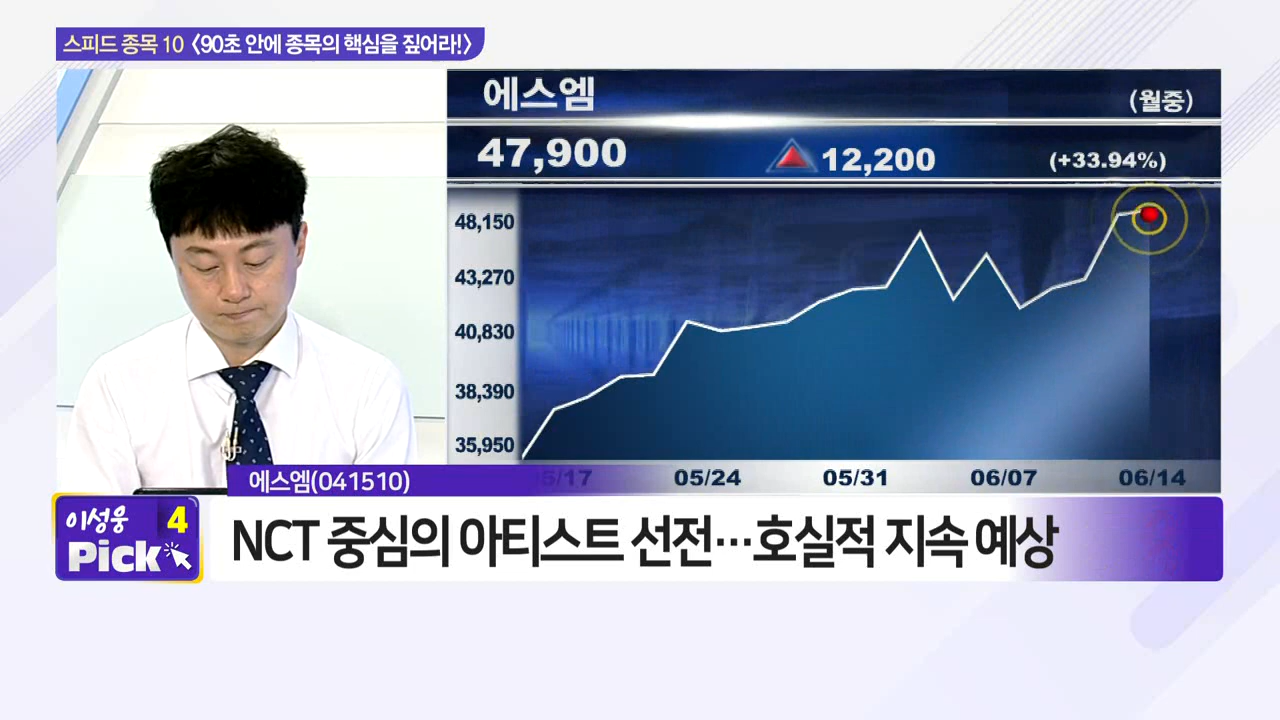 스피드 종목 10 <90초 안에 종목의 핵심을 짚어라!>
에스엠
(월중)
47,900 ▲ 12,200 (+33.94%)
48,150
43,270
40,830
38,390
35,950
5/17 05/24 05/31 06/07 06/14
에스엠(041510)
이성웅 4
Pick
NCT 중심의 아티스트 선전…호실적 지속 예상